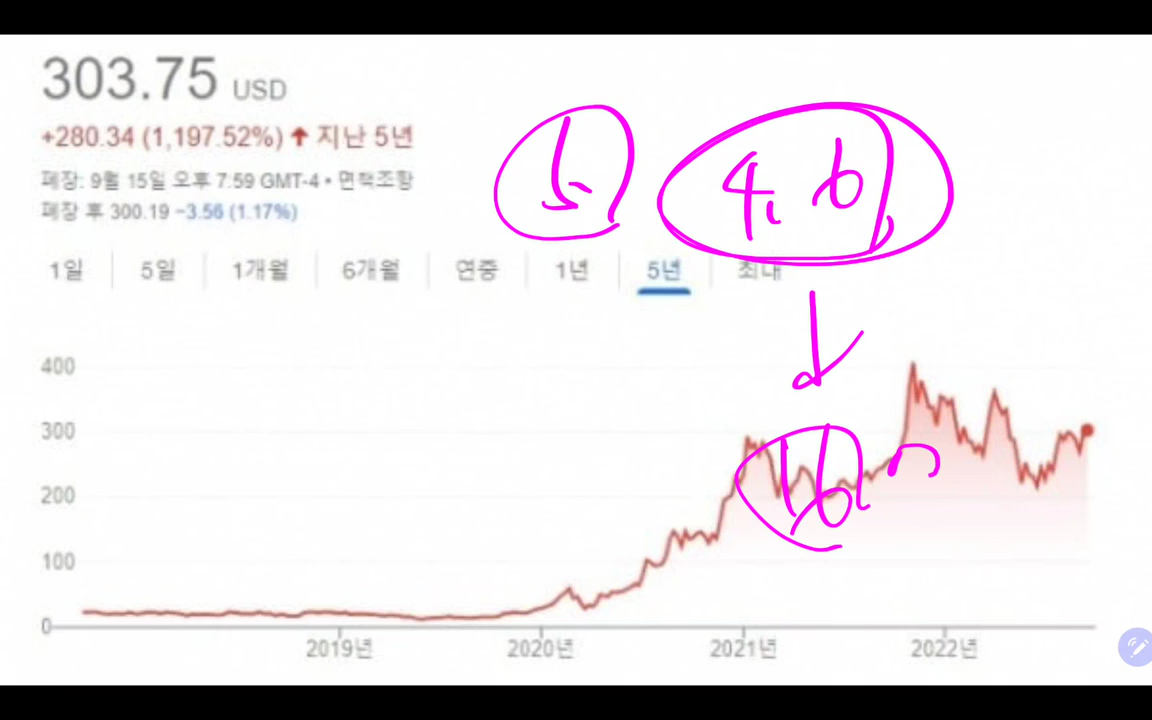 303.75 USD
+280.34 (1,197.52%) ↑ 지난 5년
폐장: 9월 15일 오후 7:59 GMT-4 • 면책조항
폐장 후 300.19 −3.56 (1.17%)
5
4, 6
1일 5일 1개월 6개월 연중 1년 5년 최대
400
300
16
200
100
0
2019년 2020년 2021년 2022년